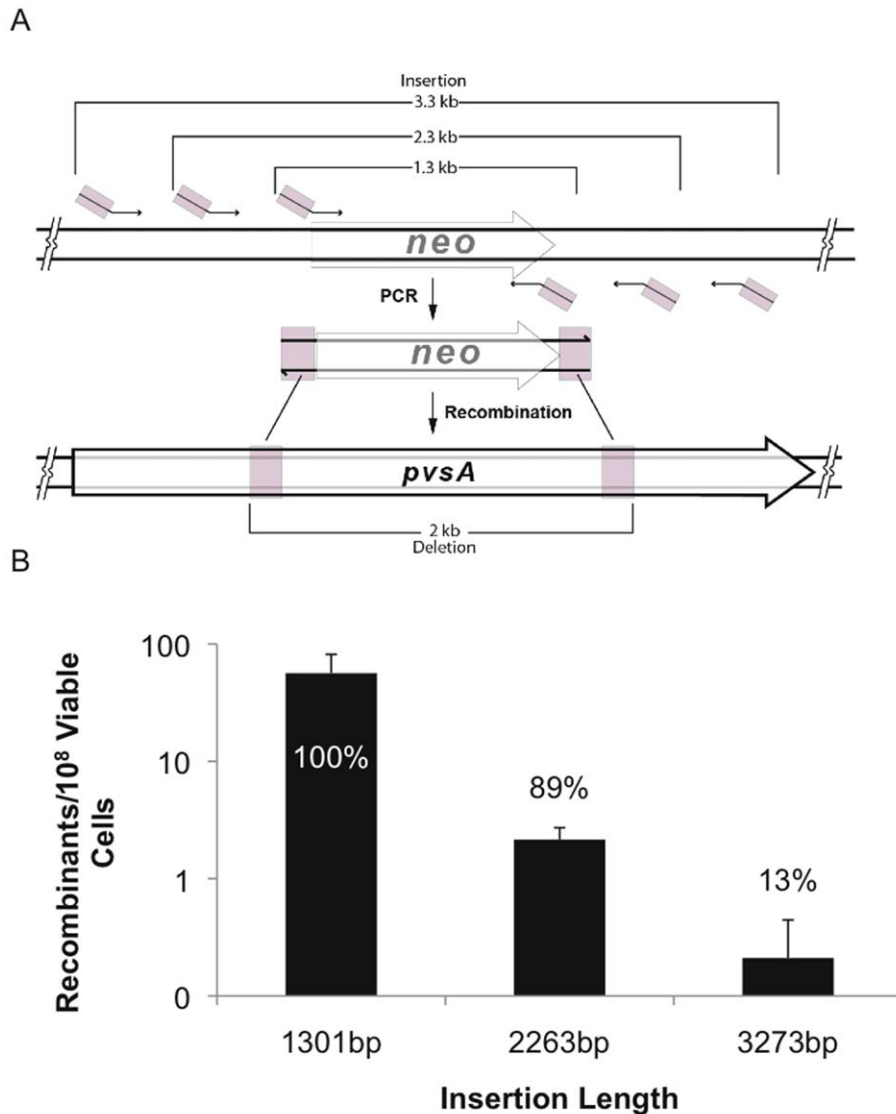 A
Insertion
3.3 kb
2.3 kb
1.3 kb
neo
PCR
neo
Recombination
pvsA
2 kb
Deletion
B
Recombinants/10⁸ Viable
Cells
100
10
1
0
100%
89%
13%
1301bp
2263bp
3273bp
Insertion Length